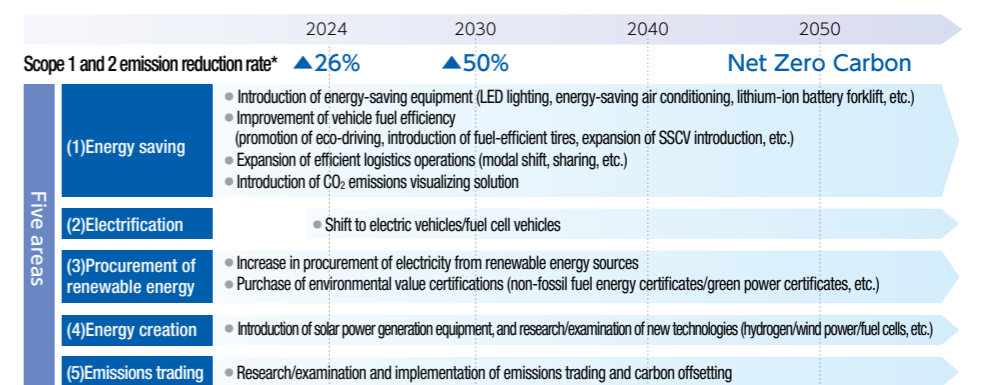 2024 2030 2040 2050
Scope 1 and 2 emission reduction rate* ▲26% ▲50% Net Zero Carbon
Five areas
(1)Energy saving
● Introduction of energy-saving equipment (LED lighting, energy-saving air conditioning, lithium-ion battery forklift, etc.)
● Improvement of vehicle fuel efficiency
(promotion of eco-driving, introduction of fuel-efficient tires, expansion of SSCV introduction, etc.)
● Expansion of efficient logistics operations (modal shift, sharing, etc.)
● Introduction of CO₂ emissions visualizing solution
(2)Electrification
● Shift to electric vehicles/fuel cell vehicles
(3)Procurement of
renewable energy
● Increase in procurement of electricity from renewable energy sources
● Purchase of environmental value certifications (non-fossil fuel energy certificates/green power certificates, etc.)
(4)Energy creation
● Introduction of solar power generation equipment, and research/examination of new technologies (hydrogen/wind power/fuel cells, etc.)
(5)Emissions trading
● Research/examination and implementation of emissions trading and carbon offsetting